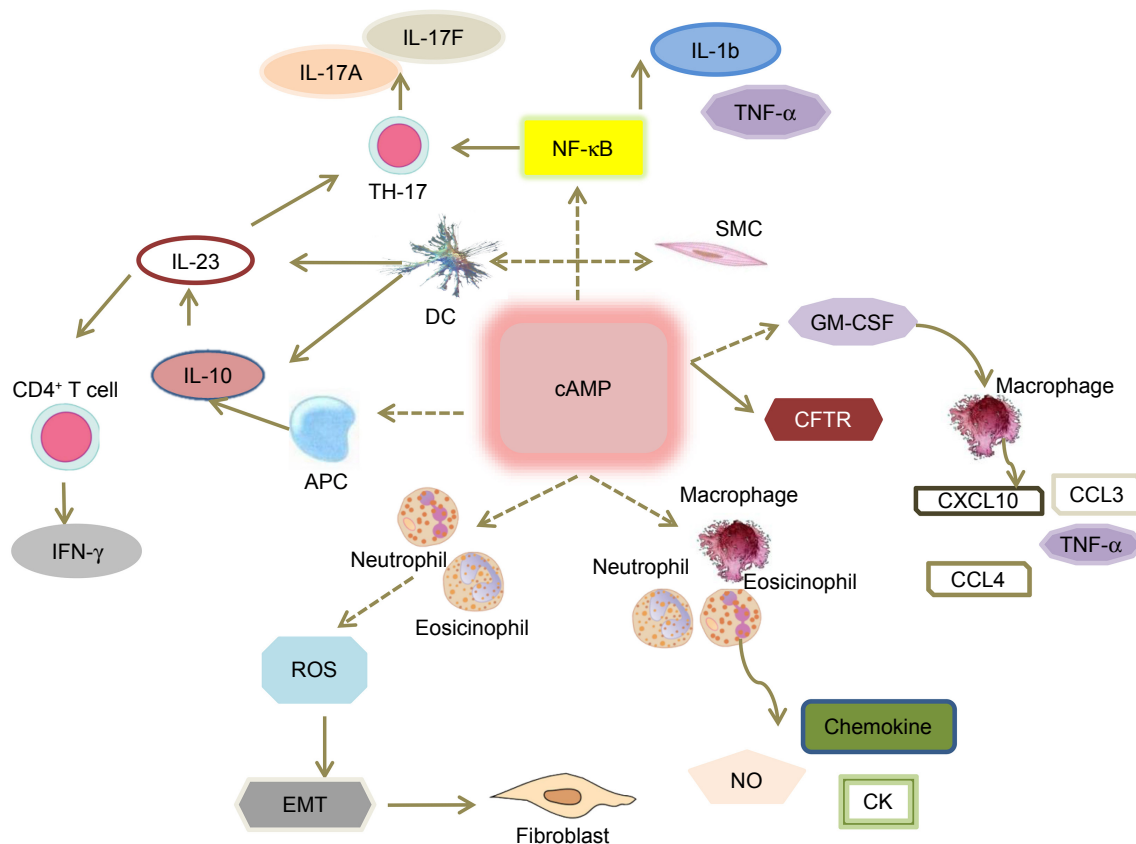 IL-17F
IL-17A
IL-1b
TNF-α
NF-κB
TH-17
SMC
IL-23
DC
GM-CSF
IL-10
cAMP
Macrophage
CD4⁺ T cell
CFTR
APC
CXCL10
CCL3
Macrophage
IFN-γ
TNF-α
Neutrophil
Neutrophil
Eosicinophil
CCL4
Eosicinophil
ROS
Chemokine
NO
EMT
CK
Fibroblast